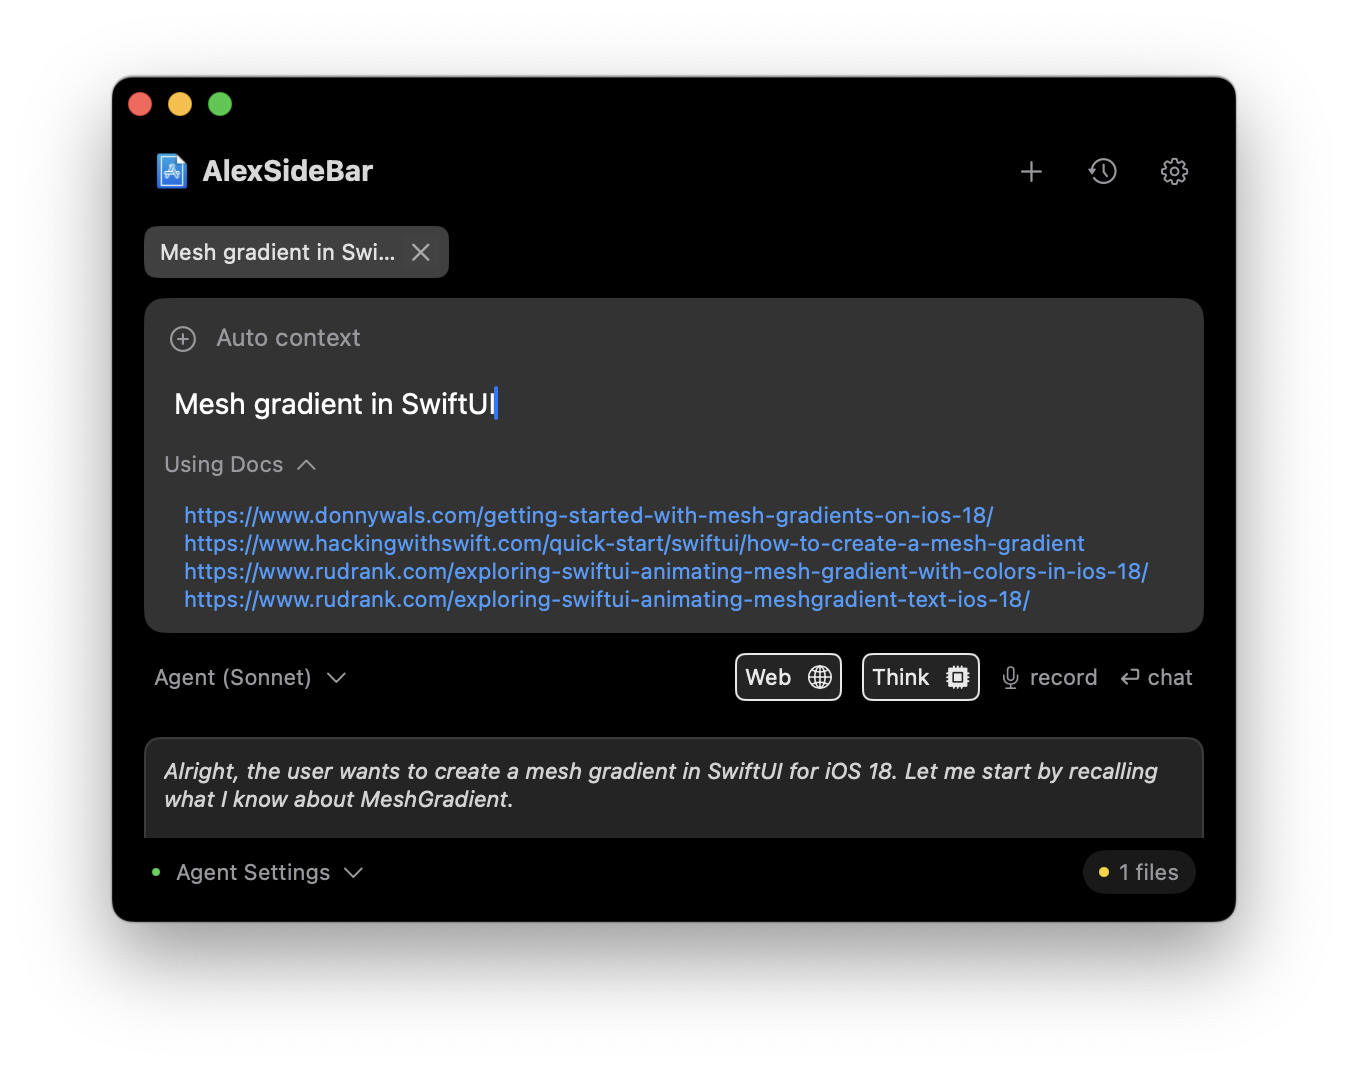 AlexSideBar
Mesh gradient in Swi...
Auto context
Mesh gradient in SwiftUI
Using Docs
https://www.donnywals.com/getting-started-with-mesh-gradients-on-ios-18/
https://www.hackingwithswift.com/quick-start/swiftui/how-to-create-a-mesh-gradient
https://www.rudrank.com/exploring-swiftui-animating-mesh-gradient-with-colors-in-ios-18/
https://www.rudrank.com/exploring-swiftui-animating-meshgradient-text-ios-18/
Agent (Sonnet) Web Think record chat
Alright, the user wants to create a mesh gradient in SwiftUI for iOS 18. Let me start by recalling
what I know about MeshGradient.
Agent Settings 1 files